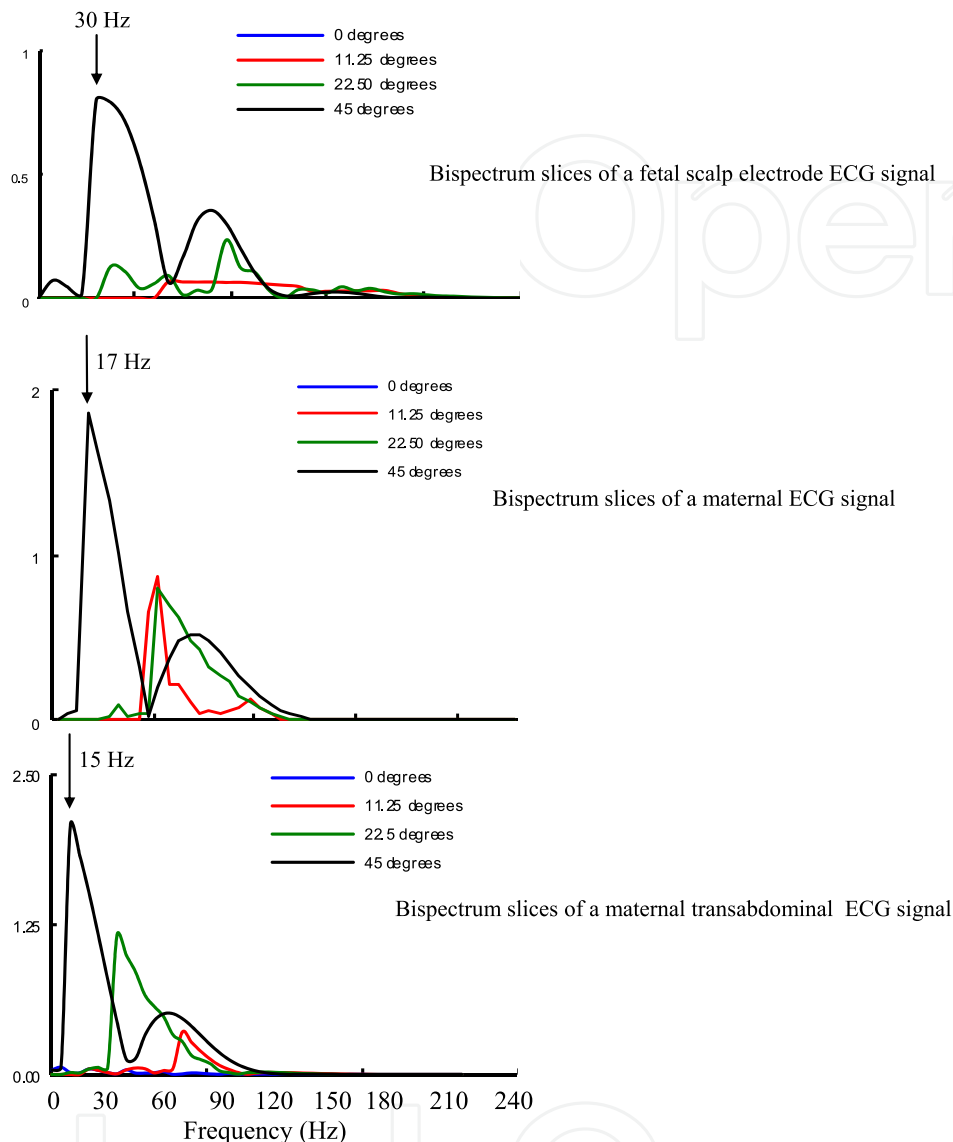 30 Hz
0 degrees
11.25 degrees
22.50 degrees
45 degrees
1
0.5
0
Bispectrum slices of a fetal scalp electrode ECG signal
17 Hz
0 degrees
11.25 degrees
22.50 degrees
45 degrees
2
1
0
Bispectrum slices of a maternal ECG signal
15 Hz
0 degrees
11.25 degrees
22.5 degrees
45 degrees
2.50
1.25
0.00
Bispectrum slices of a maternal transabdominal ECG signal
0 30 60 90 120 150 180 210 240
Frequency (Hz)
Oper